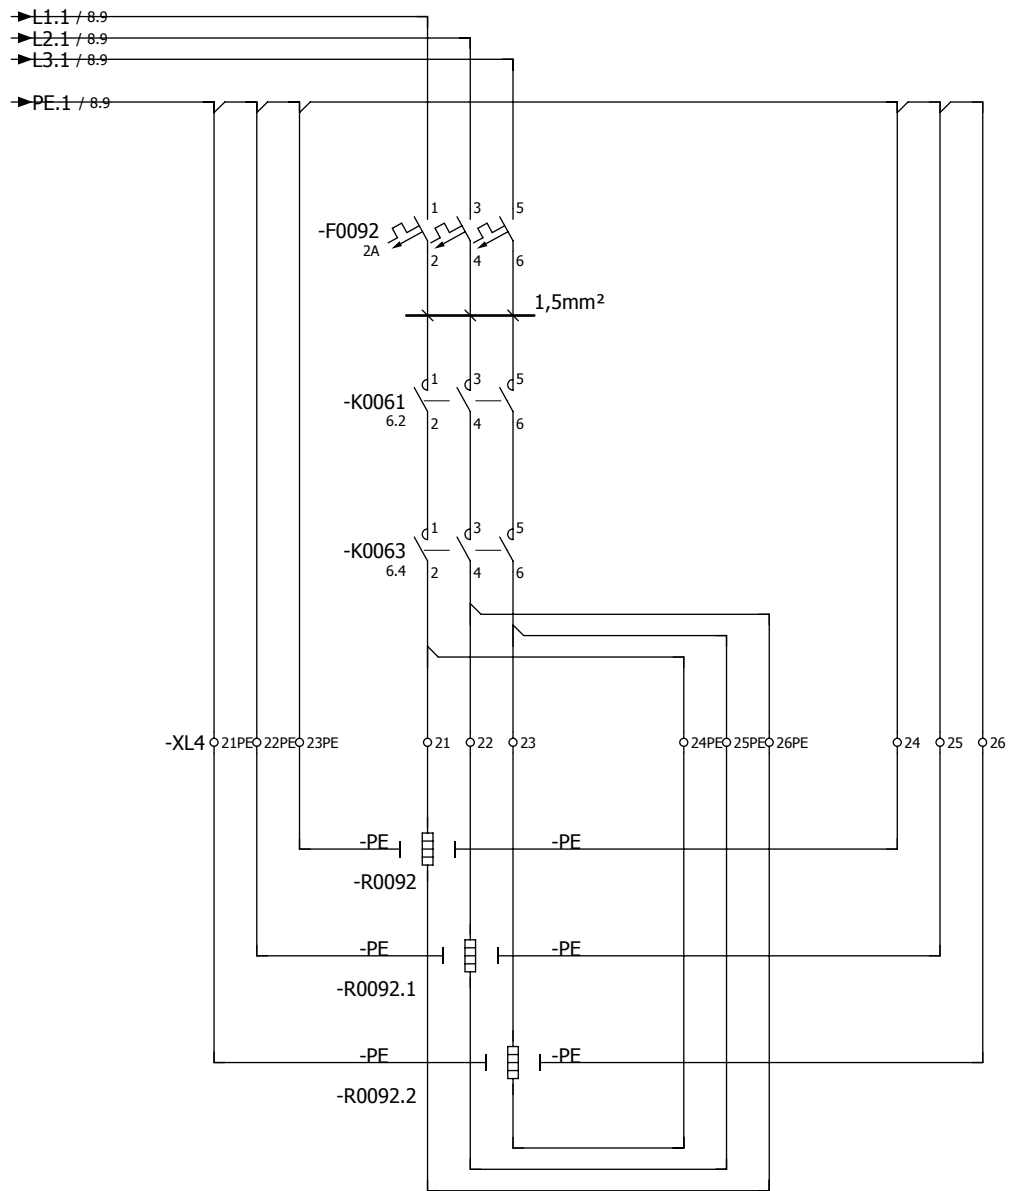 L1.1 / 8.9
L2.1 / 8.9
L3.1 / 8.9
PE.1 / 8.9
1 3 5
-F0092
2A
2 4 6
1,5mm²
1 3 5
-K0061
6.2
2 4 6
1 3 5
-K0063
6.4
2 4 6
-XL4 21PE 22PE 23PE 21 22 23 24PE 25PE 26PE 24 25 26
-PE -PE
-R0092
-PE -PE
-R0092.1
-PE -PE
-R0092.2